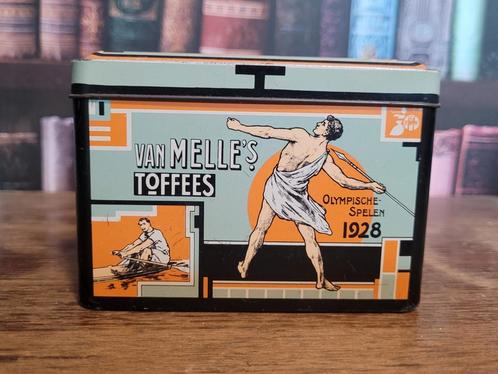 VAN MELLE'S
TOFFEES
OLYMPISCHE-
SPELEN
1928